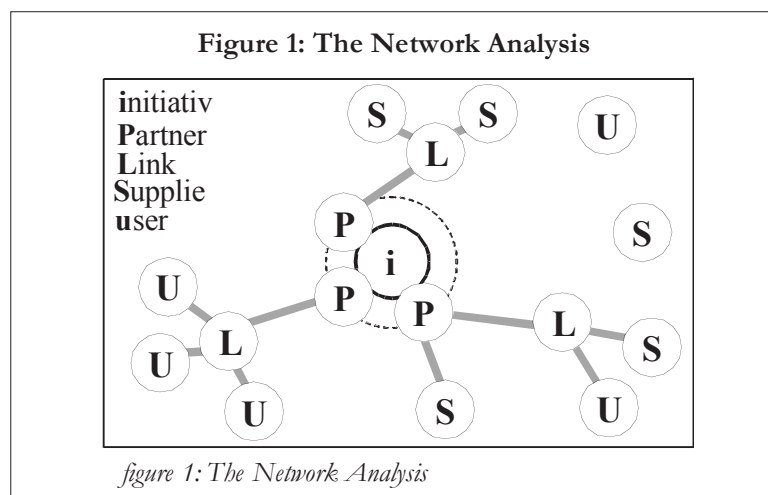 Figure 1: The Network Analysis
initiativ
Partner
Link
Supplie
user
S
S
U
L
P
S
i
U
P
P
L
L
U
S
U
S
U
figure 1: The Network Analysis